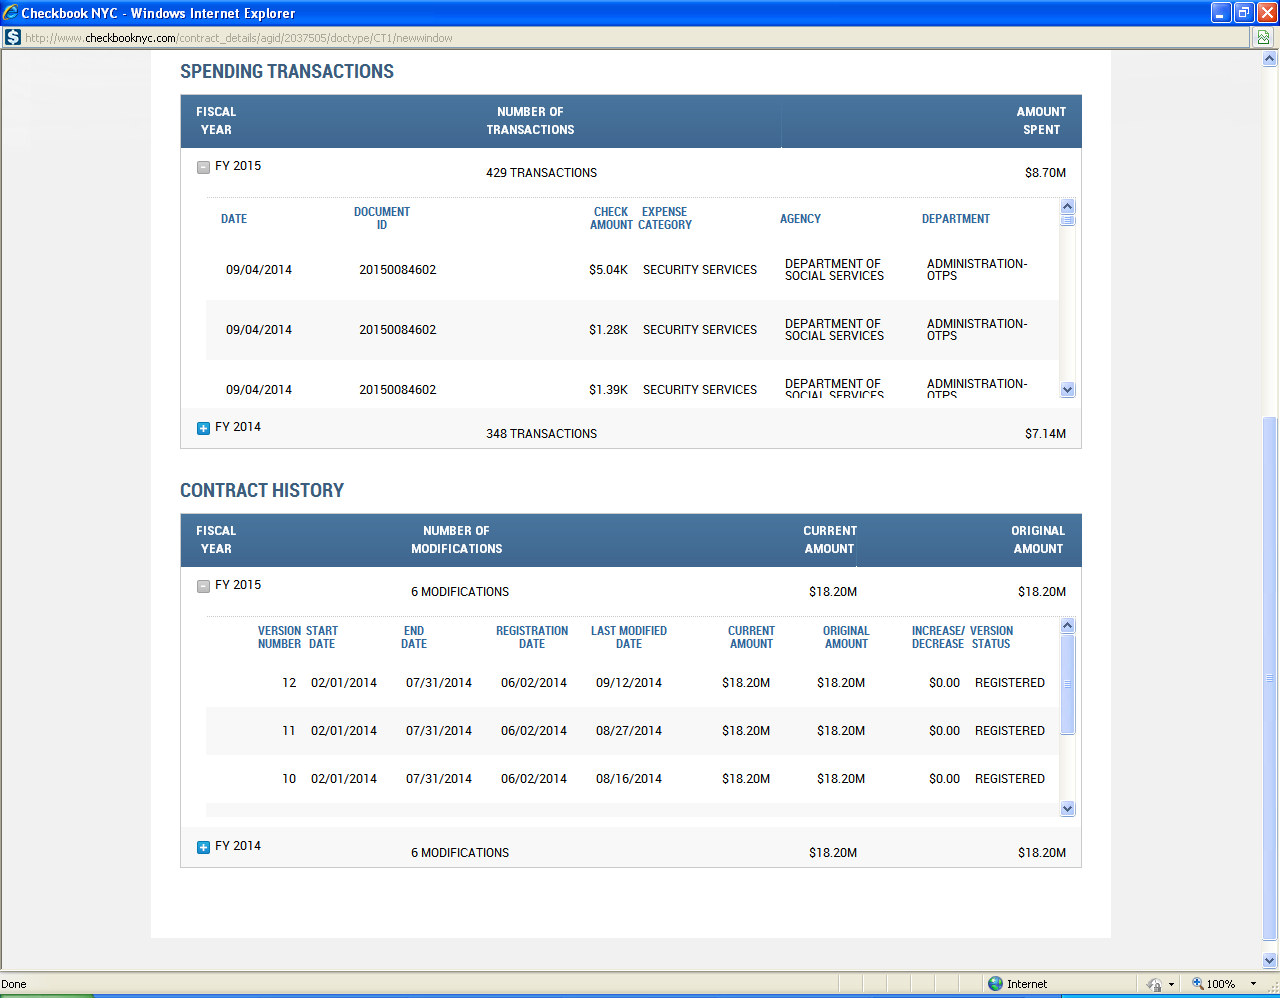 Checkbook NYC - Windows Internet Explorer
http://www.checkbooknyc.com/contract_details/agid/2037505/doctype/CT1/newwindow
SPENDING TRANSACTIONS
FISCAL YEAR NUMBER OF TRANSACTIONS AMOUNT SPENT
FY 2015 429 TRANSACTIONS $8.70M
DATE DOCUMENT ID CHECK AMOUNT EXPENSE CATEGORY AGENCY DEPARTMENT
09/04/2014 20150084602 $5.04K SECURITY SERVICES DEPARTMENT OF SOCIAL SERVICES ADMINISTRATION-OTPS
09/04/2014 20150084602 $1.28K SECURITY SERVICES DEPARTMENT OF SOCIAL SERVICES ADMINISTRATION-OTPS
09/04/2014 20150084602 $1.39K SECURITY SERVICES DEPARTMENT OF SOCIAL SERVICES ADMINISTRATION-OTPS
FY 2014 348 TRANSACTIONS $7.14M
CONTRACT HISTORY
FISCAL YEAR NUMBER OF MODIFICATIONS CURRENT AMOUNT ORIGINAL AMOUNT
FY 2015 6 MODIFICATIONS $18.20M $18.20M
VERSION NUMBER START DATE END DATE REGISTRATION DATE LAST MODIFIED DATE CURRENT AMOUNT ORIGINAL AMOUNT INCREASE/DECREASE VERSION STATUS
12 02/01/2014 07/31/2014 06/02/2014 09/12/2014 $18.20M $18.20M $0.00 REGISTERED
11 02/01/2014 07/31/2014 06/02/2014 08/27/2014 $18.20M $18.20M $0.00 REGISTERED
10 02/01/2014 07/31/2014 06/02/2014 08/16/2014 $18.20M $18.20M $0.00 REGISTERED
FY 2014 6 MODIFICATIONS $18.20M $18.20M
Done Internet 100%